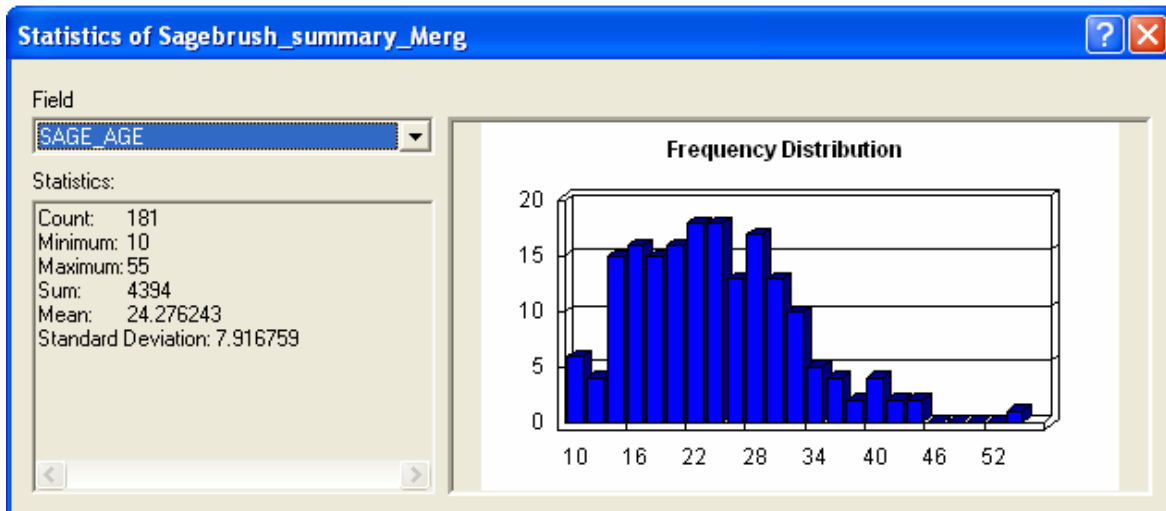 Statistics of Sagebrush_summary_Merg
Field
SAGE_AGE
Statistics:
Count: 181
Minimum: 10
Maximum: 55
Sum: 4394
Mean: 24.276243
Standard Deviation: 7.916759
Frequency Distribution
20
15
10
5
0
10 16 22 28 34 40 46 52